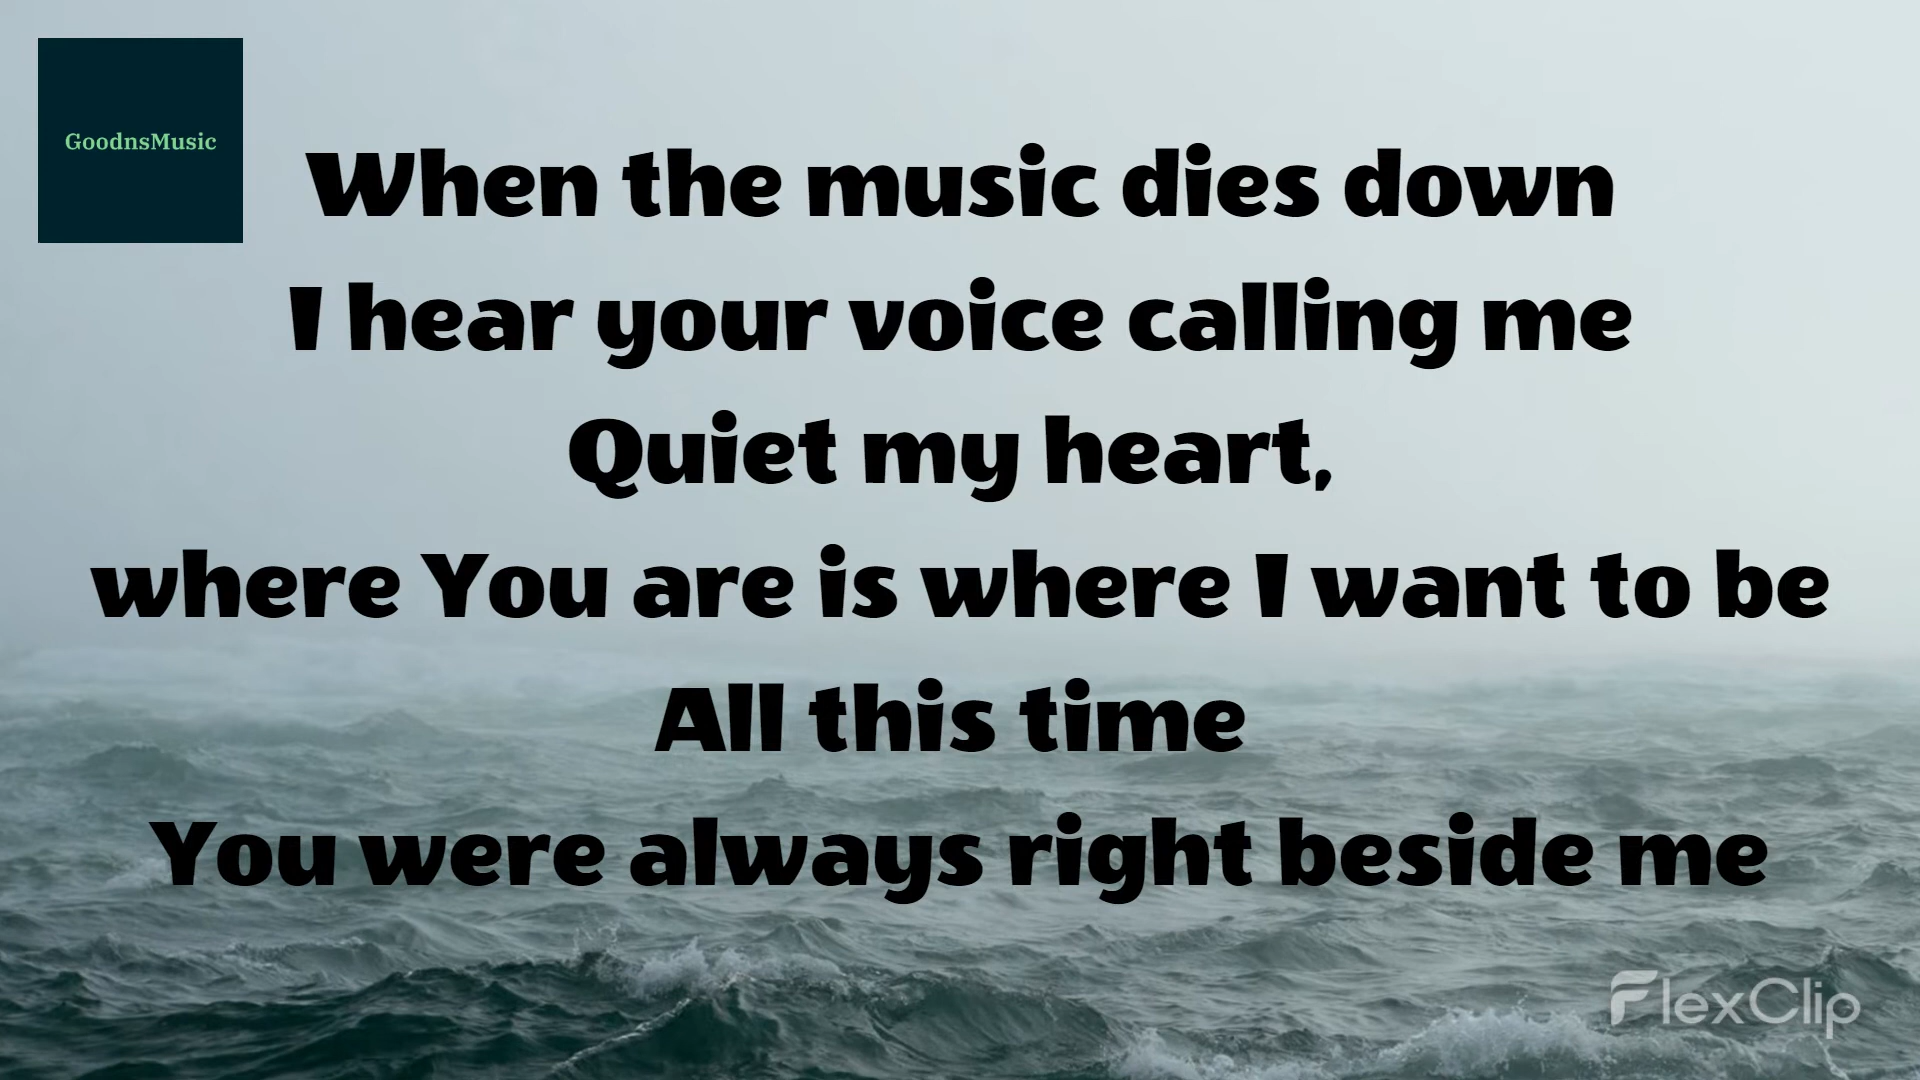 GoodnsMusic
When the music dies down
I hear your voice calling me
Quiet my heart,
where You are is where I want to be
All this time
You were always right beside me
FlexClip